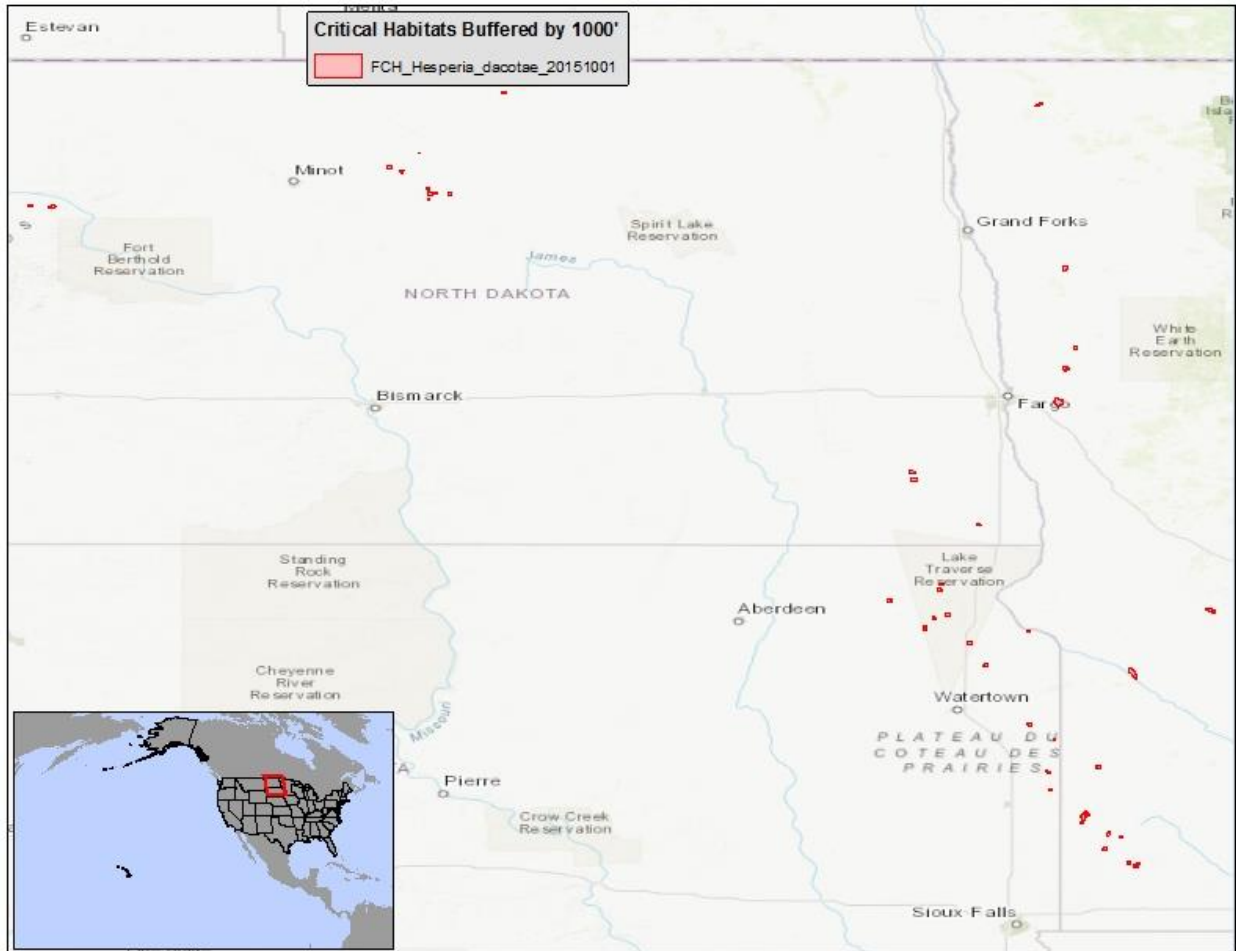 Estevan
Critical Habitats Buffered by 1000'
FCH_Hesperia_dacotae_20151001
Minot
Spirit Lake
Reservation
Grand Forks
Fort
Berthold
Reservation
James
NORTH DAKOTA
White
Earth
Reservation
Bismarck
Fargo
Standing
Rock
Reservation
Lake
Traverse
Reservation
Aberdeen
Cheyenne
River
Reservation
Watertown
Missouri
PLATEAU DU
COTEAU DES
PRAIRIES
Pierre
Crow Creek
Reservation
Sioux Falls